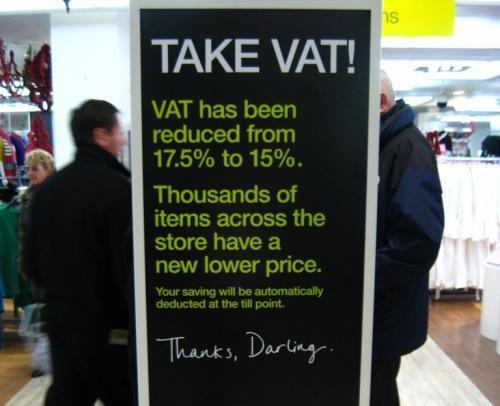 TAKE VAT!
VAT has been
reduced from
17.5% to 15%.
Thousands of
items across the
store have a
new lower price.
Your saving will be automatically
deducted at the till point.
Thanks, Darling.